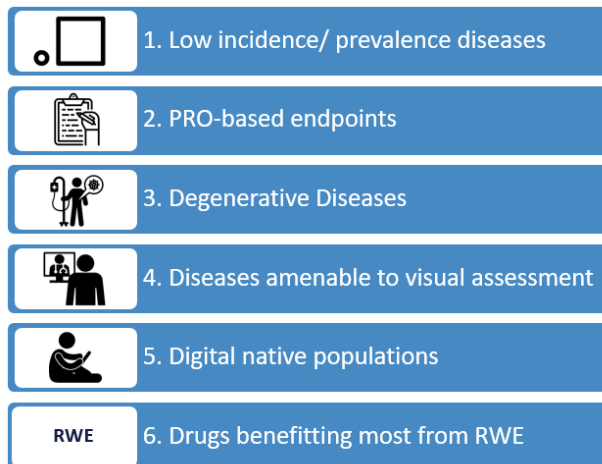 1. Low incidence/ prevalence diseases
2. PRO-based endpoints
3. Degenerative Diseases
4. Diseases amenable to visual assessment
5. Digital native populations
RWE
6. Drugs benefitting most from RWE